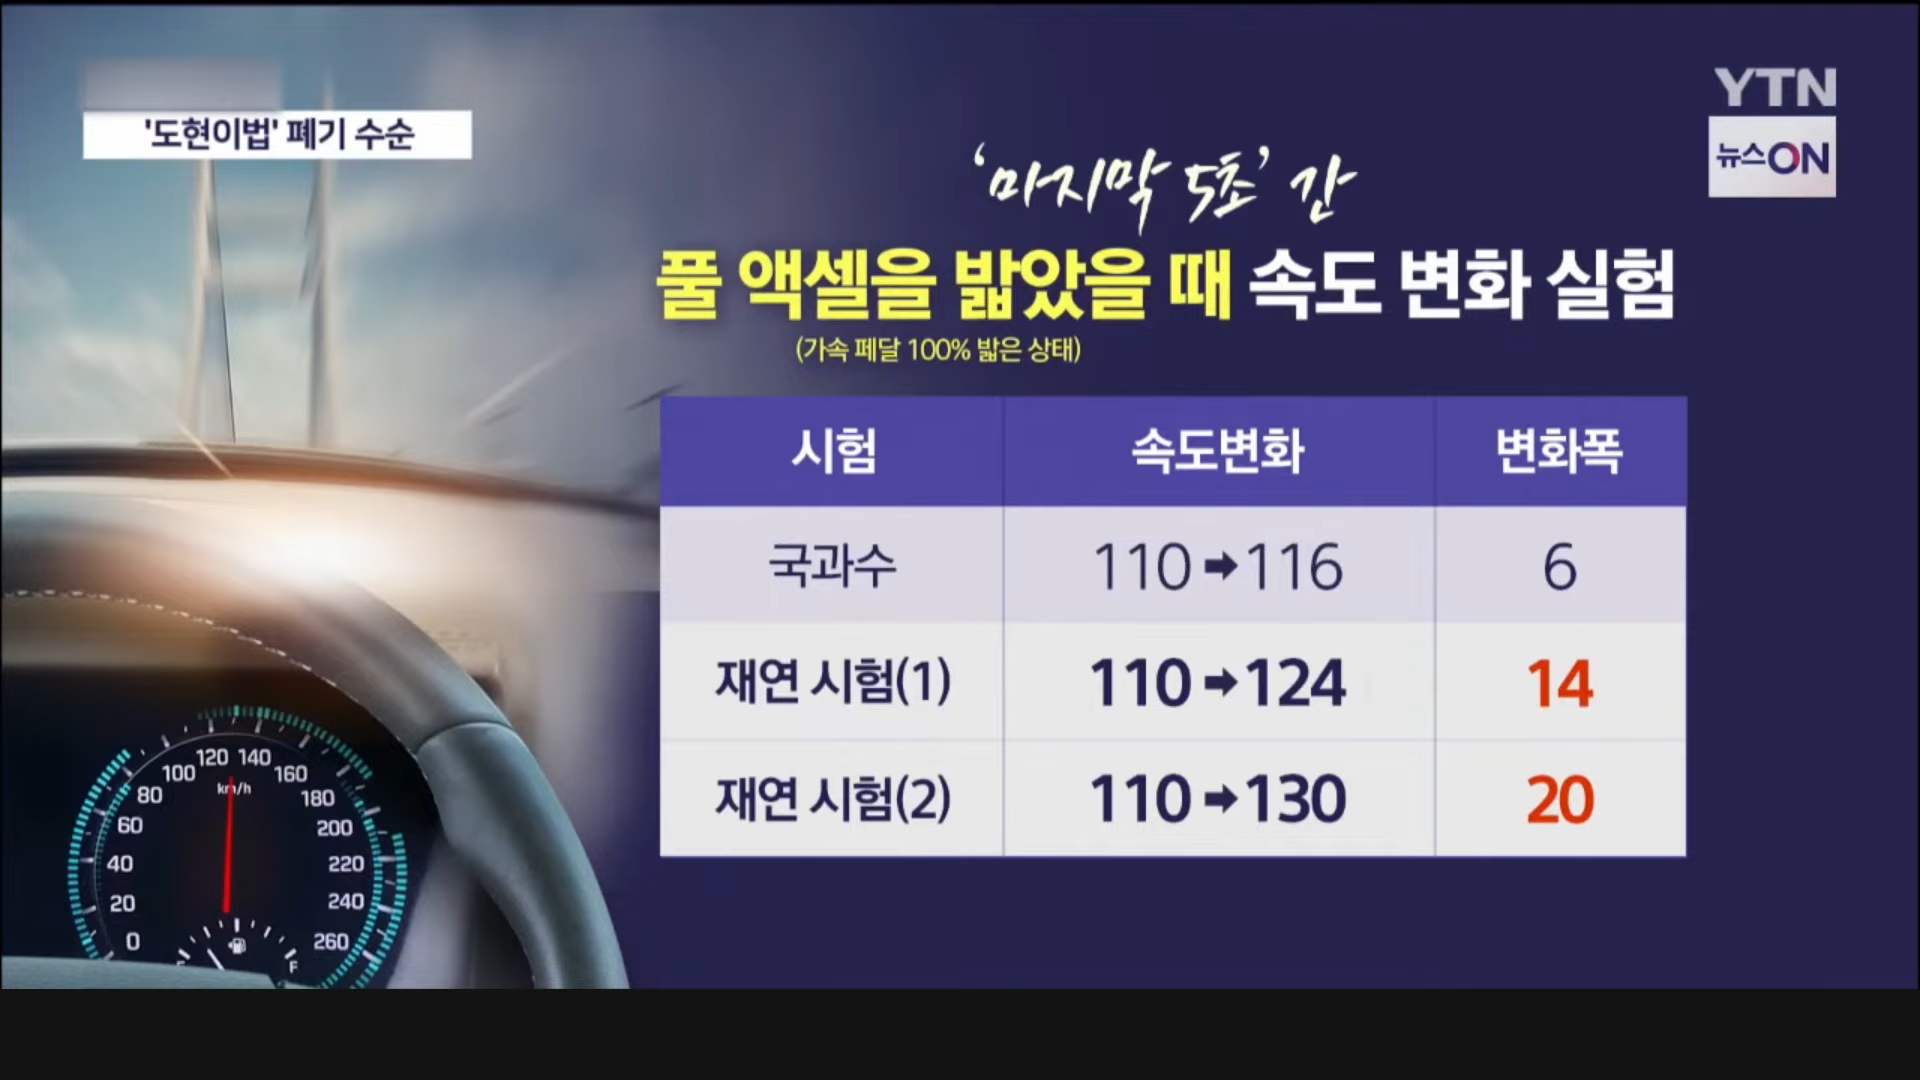 '도현이법' 폐기 수순
YTN
뉴스ON
‘마지막 5초’ 간
풀 액셀을 밟았을 때 속도 변화 실험
(가속 페달 100% 밟은 상태)
시험 속도변화 변화폭
국과수 110➡116 6
재연 시험(1) 110➡124 14
재연 시험(2) 110➡130 20
0
20
40
60
80
100
120
140
160
180
200
220
240
260
km/h
F